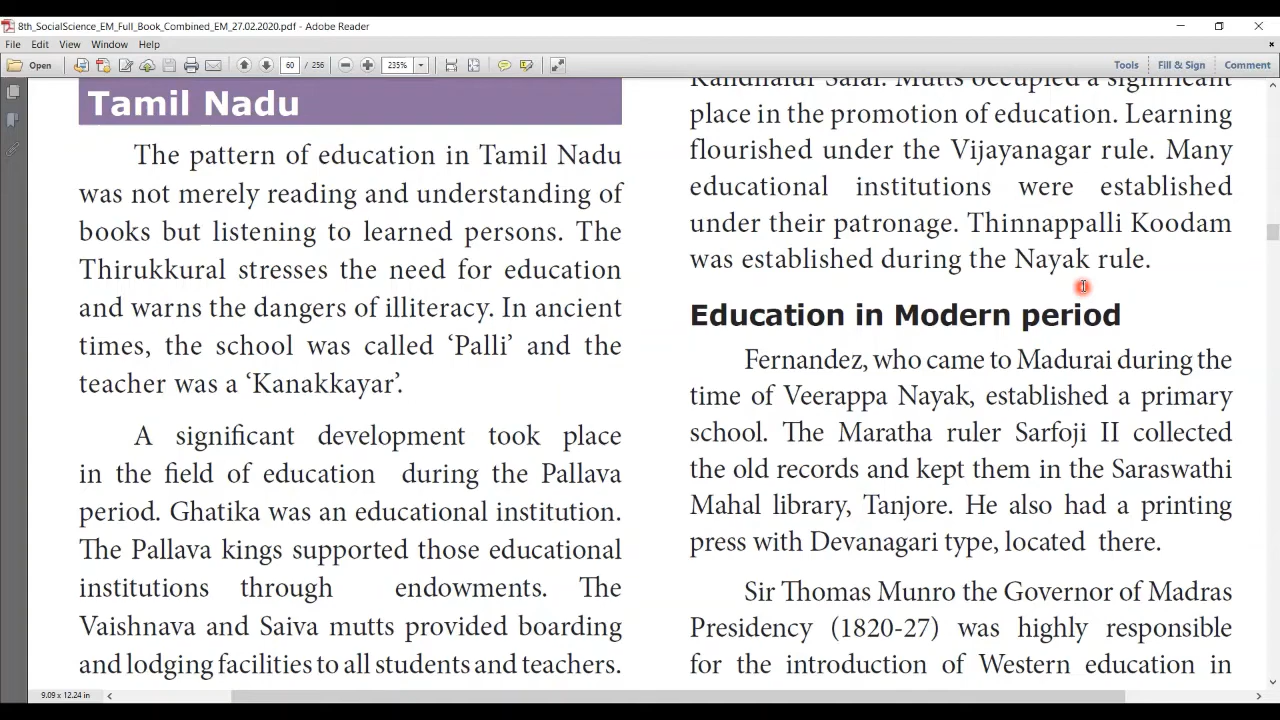 8th_SocialScience_EM_Full_Book_Combined_EM_27.02.2020.pdf - Adobe Reader
File Edit View Window Help
Open 60 / 256 235% Tools Fill & Sign Comment
Tamil Nadu
The pattern of education in Tamil Nadu
was not merely reading and understanding of
books but listening to learned persons. The
Thirukkural stresses the need for education
and warns the dangers of illiteracy. In ancient
times, the school was called ‘Palli’ and the
teacher was a ‘Kanakkayar’.
A significant development took place
in the field of education during the Pallava
period. Ghatika was an educational institution.
The Pallava kings supported those educational
institutions through endowments. The
Vaishnava and Saiva mutts provided boarding
and lodging facilities to all students and teachers.
Kandhalur Salai. Mutts occupied a significant
place in the promotion of education. Learning
flourished under the Vijayanagar rule. Many
educational institutions were established
under their patronage. Thinnappalli Koodam
was established during the Nayak rule.
Education in Modern period
Fernandez, who came to Madurai during the
time of Veerappa Nayak, established a primary
school. The Maratha ruler Sarfoji II collected
the old records and kept them in the Saraswathi
Mahal library, Tanjore. He also had a printing
press with Devanagari type, located there.
Sir Thomas Munro the Governor of Madras
Presidency (1820-27) was highly responsible
for the introduction of Western education in
9.09 x 12.24 in